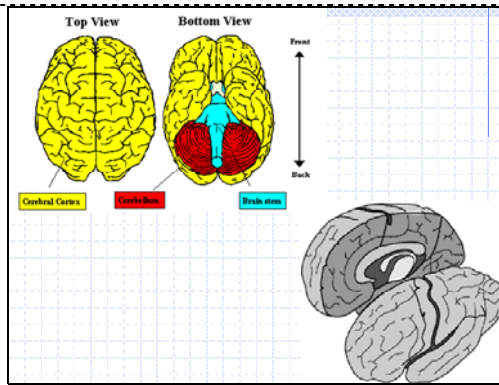 Top View Bottom View
Front
Back
Cerebral Cortex Cerebellum Brain stem